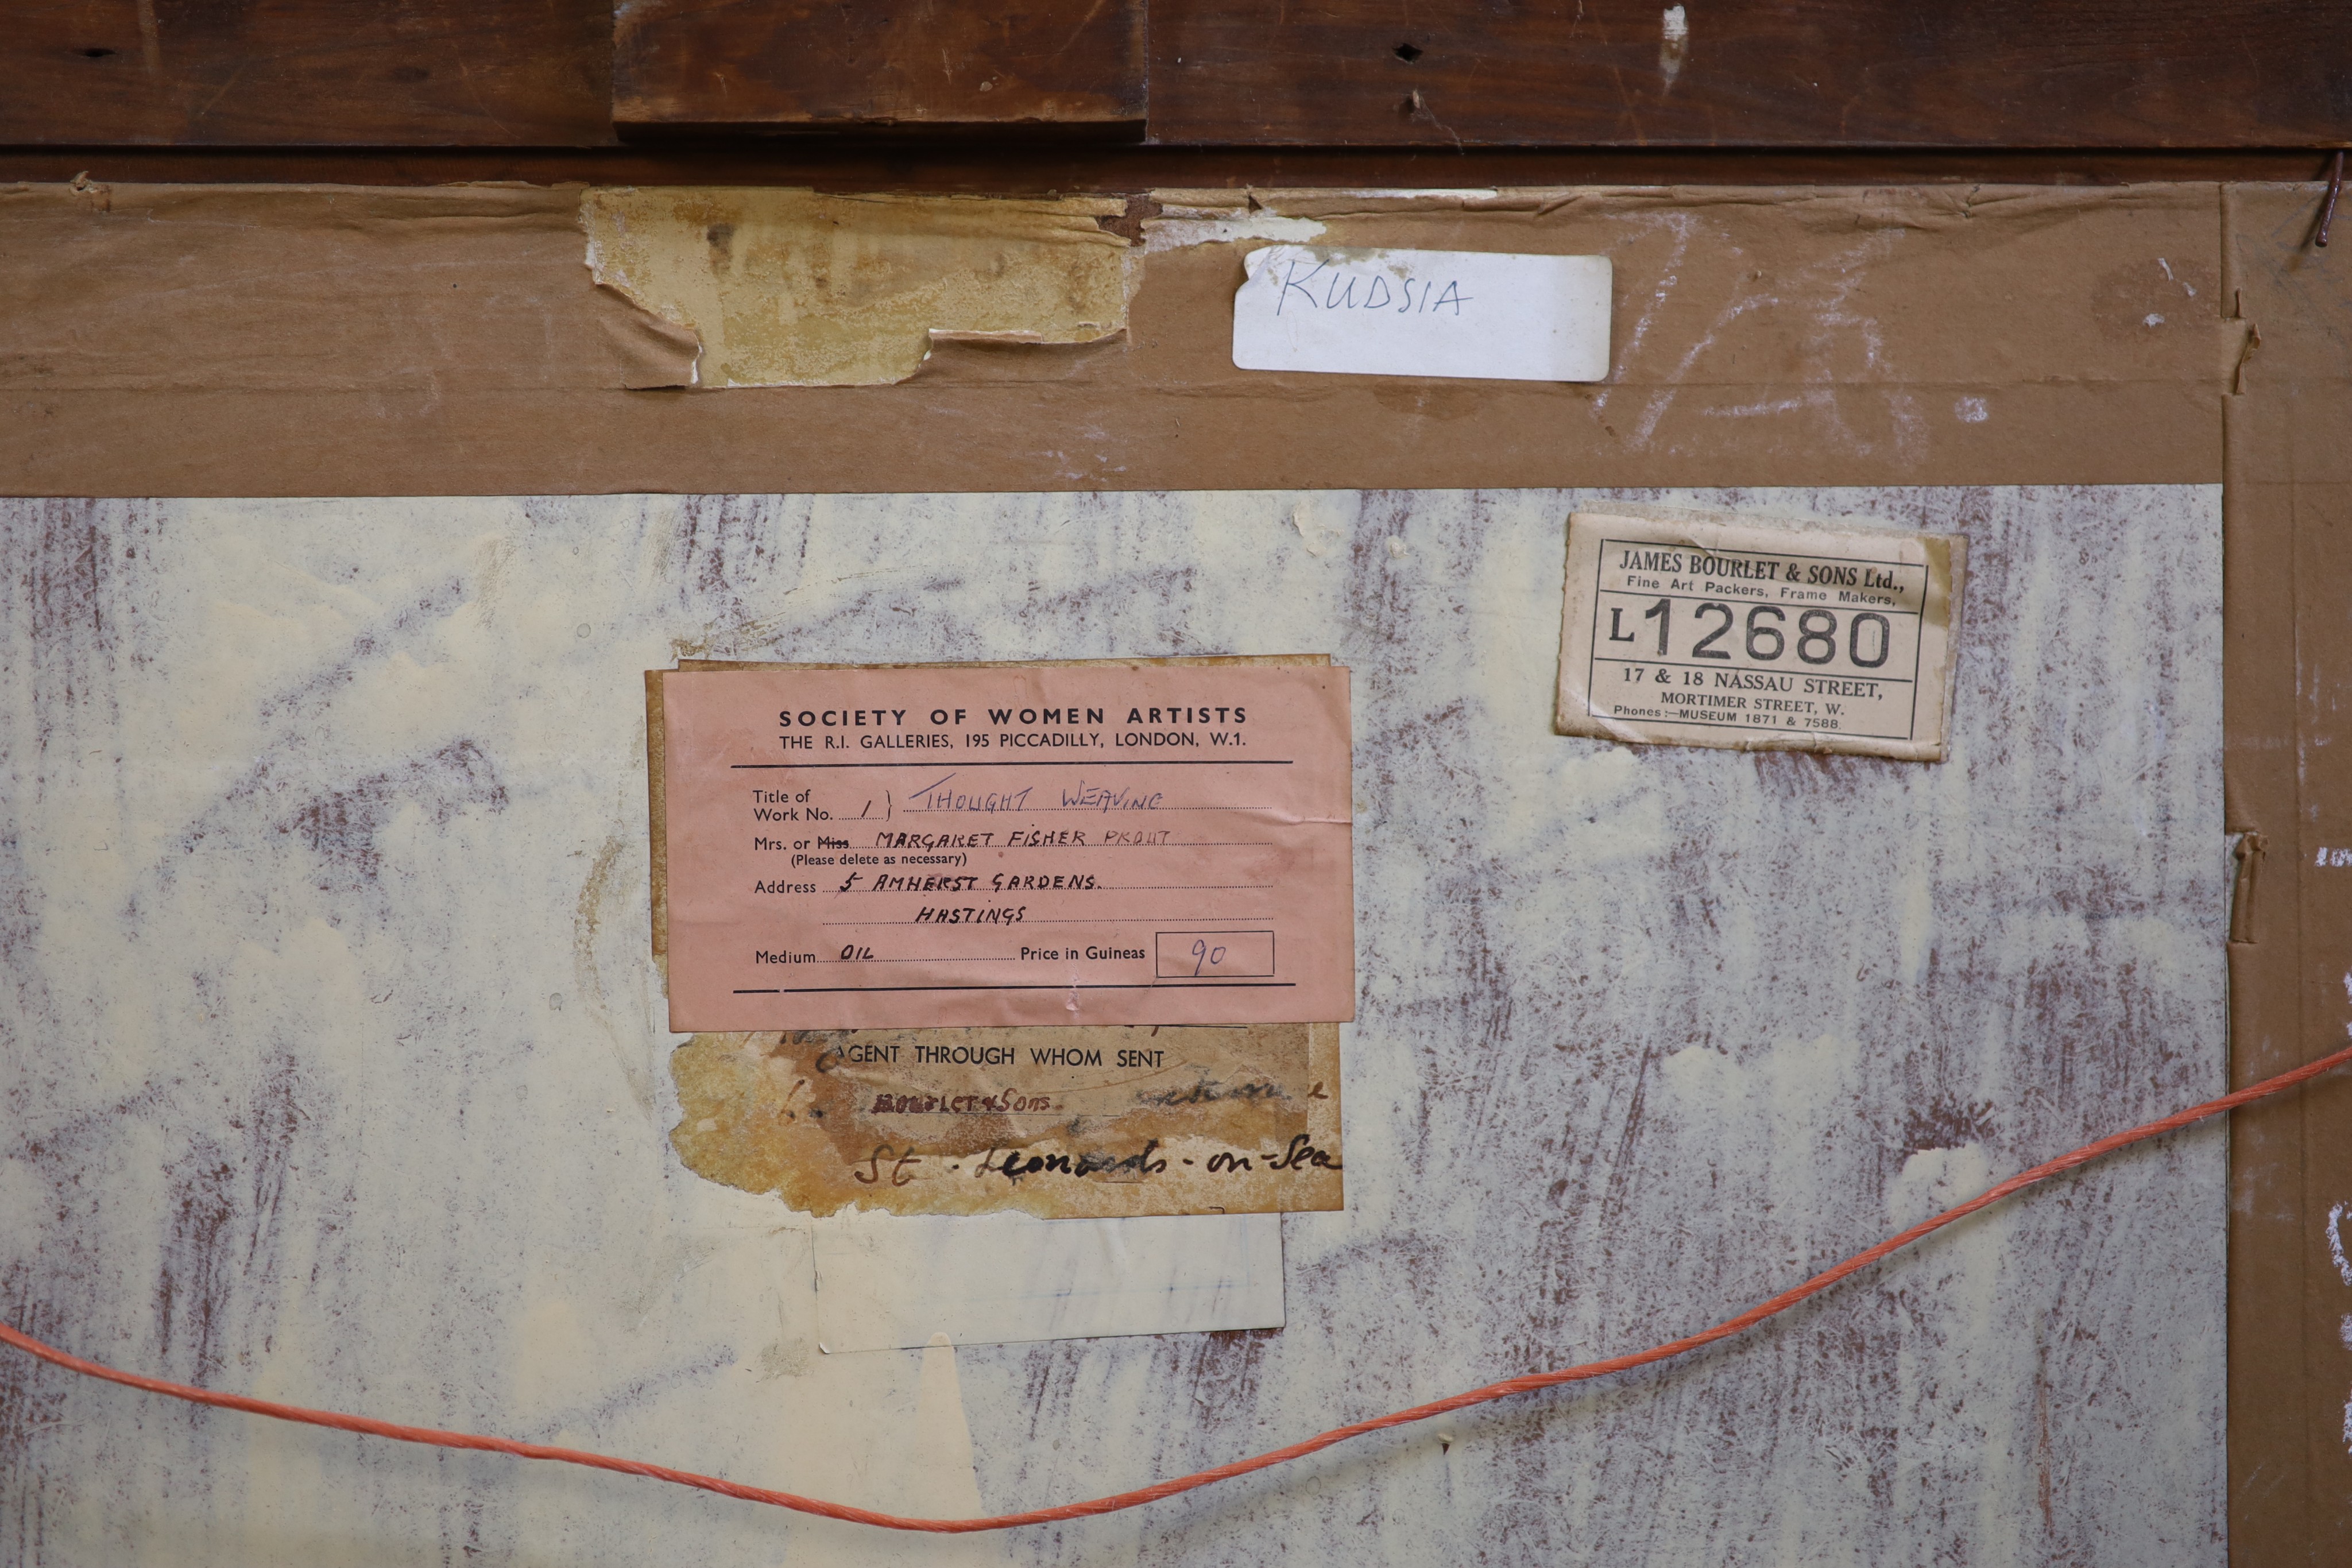 KUDSIA
JAMES BOURLET & SONS Ltd.,
Fine Art Packers, Frame Makers,
L12680
17 & 18 NASSAU STREET,
MORTIMER STREET, W.
Phones:—MUSEUM 1871 & 7588
SOCIETY OF WOMEN ARTISTS
THE R.I. GALLERIES, 195 PICCADILLY, LONDON, W.1.
Title of
Work No. 1 } THOUGHT WEAVING
Mrs. or Miss MARGARET FISHER PROUT
(Please delete as necessary)
Address 5 AMHERST GARDENS.
HASTINGS
Medium OIL Price in Guineas 90
AGENT THROUGH WHOM SENT
Bourlet & Sons.
St. Leonards-on-Sea